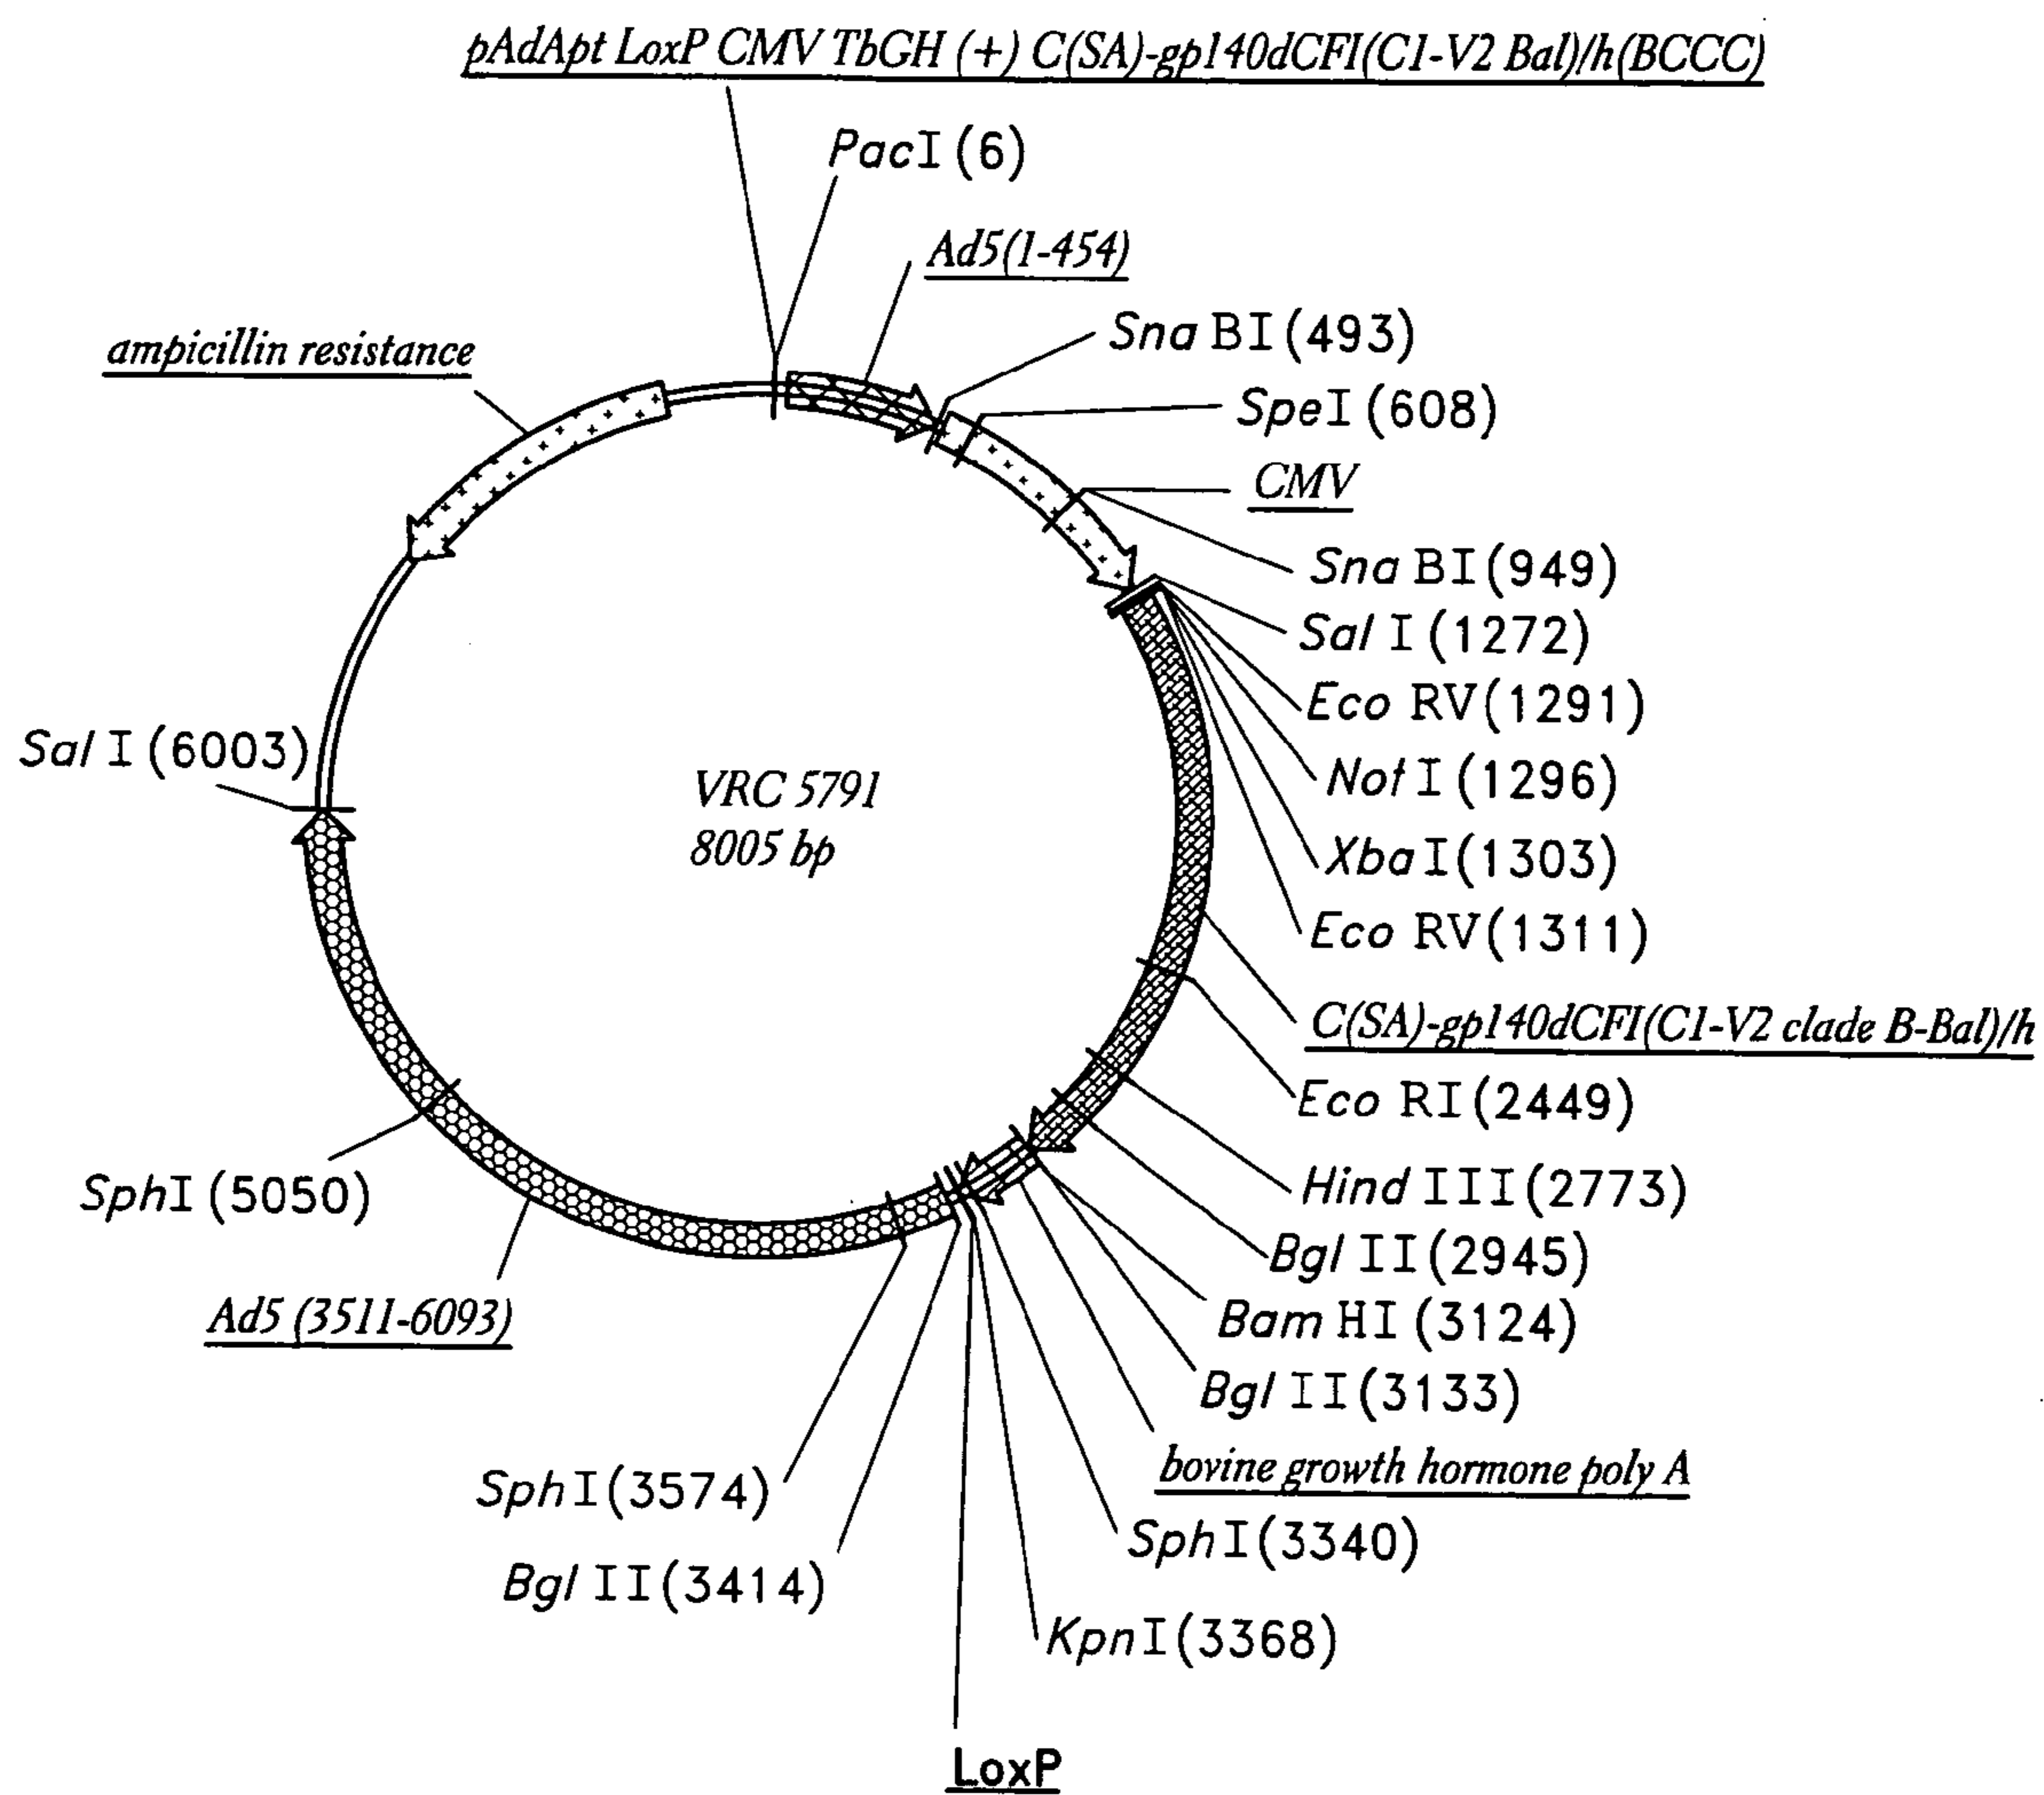 pAdApt LoxP CMV TbGH (+) C(SA)-gp140dCFI(C1-V2 Bal)/h(BCCC)
PacI (6)
Ad5(1-454)
Sna BI (493)
ampicillin resistance
SpeI (608)
CMV
Sna BI (949)
Sal I (1272)
Eco RV (1291)
Sal I (6003)
Not I (1296)
VRC 5791
8005 bp
Xba I (1303)
Eco RV (1311)
C(SA)-gp140dCFI(C1-V2 clade B-Bal)/h
Eco RI (2449)
SphI (5050)
Hind III (2773)
Bgl II (2945)
Ad5 (3511-6093)
Bam HI (3124)
Bgl II (3133)
bovine growth hormone poly A
SphI (3574)
SphI (3340)
Bgl II (3414)
KpnI (3368)
LoxP